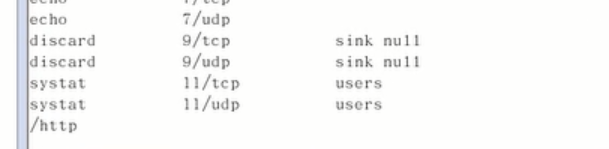 echo 7/udp
discard 9/tcp sink null
discard 9/udp sink null
systat 11/tcp users
systat 11/udp users
/http